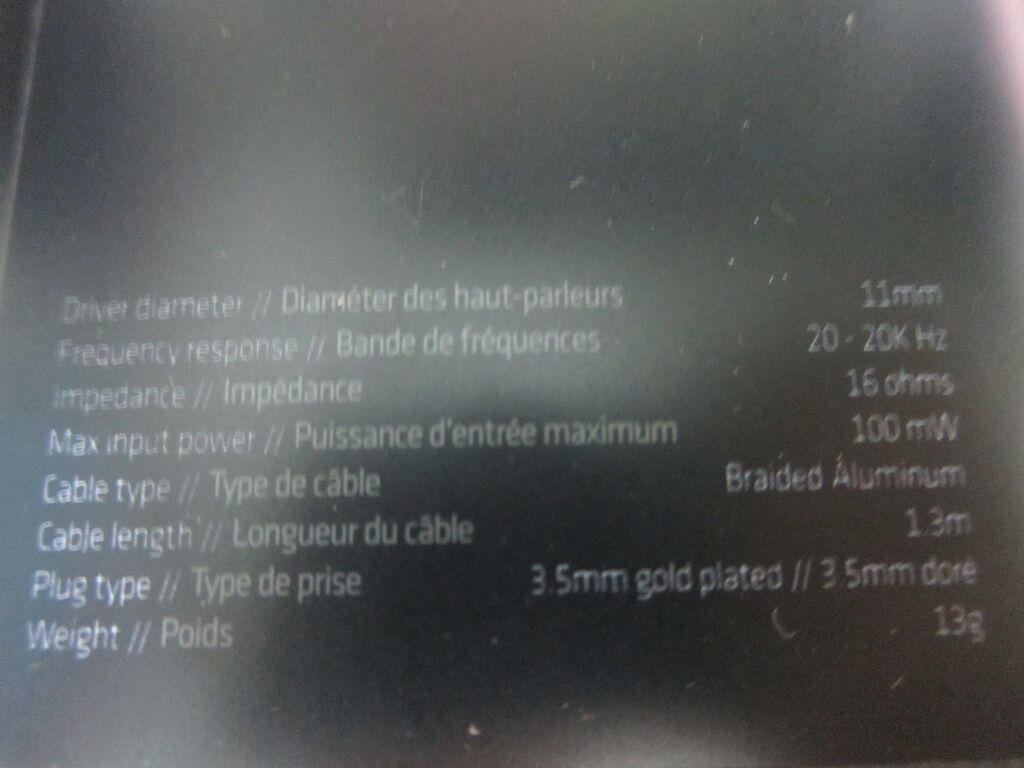 Driver diameter // Diaméter des haut-parleurs 11mm
Frequency response // Bande de fréquences 20 - 20K Hz
Impedance // Impédance 16 ohms
Max input power // Puissance d'entrée maximum 100 mW
Cable type // Type de câble Braided Aluminum
Cable length // Longueur du câble 1.3m
Plug type // Type de prise 3.5mm gold plated // 3.5mm doré
Weight // Poids 13g